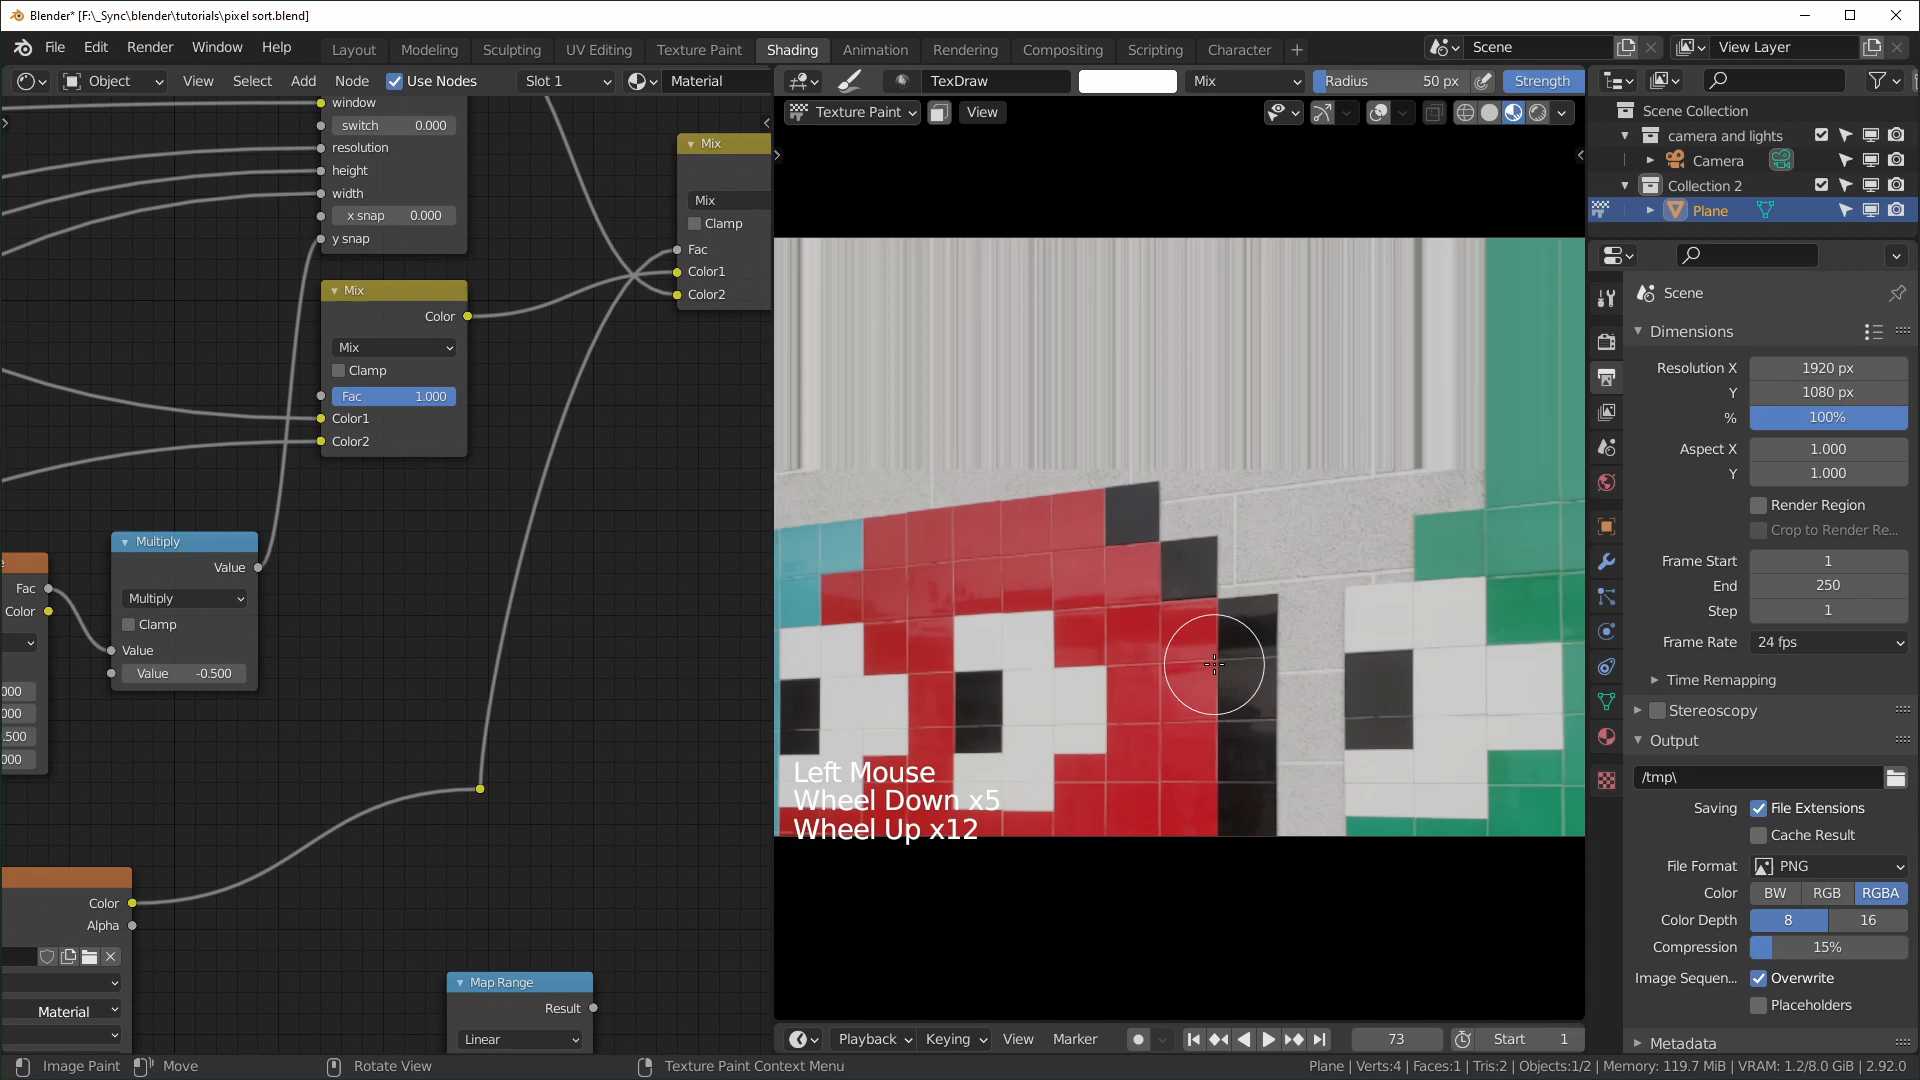 Blender* [F:\_Sync\blender\tutorials\pixel sort.blend]
File Edit Render Window Help
Layout Modeling Sculpting UV Editing Texture Paint Shading Animation Rendering Compositing Scripting Character
Scene
View Layer
Object View Select Add Node Use Nodes Slot 1 Material
TexDraw Mix Radius 50 px Strength
Texture Paint View
window
switch 0.000
resolution
height
width
x snap 0.000
y snap
Mix
Color
Mix
Clamp
Fac 1.000
Color1
Color2
Mix
Mix
Clamp
Fac
Color1
Color2
Multiply
Value
Multiply
Clamp
Value
Value -0.500
Fac
Color
000
000
.500
000
Color
Alpha
Material
Map Range
Result
Linear
Left Mouse
Wheel Down x5
Wheel Up x12
Playback Keying View Marker 73 Start 1
Scene Collection
camera and lights
Camera
Collection 2
Plane
Scene
Dimensions
Resolution X 1920 px
Y 1080 px
% 100%
Aspect X 1.000
Y 1.000
Render Region
Crop to Render Re...
Frame Start 1
End 250
Step 1
Frame Rate 24 fps
Time Remapping
Stereoscopy
Output
/tmp\
Saving File Extensions
Cache Result
File Format PNG
Color BW RGB RGBA
Color Depth 8 16
Compression 15%
Image Sequen... Overwrite
Placeholders
Metadata
Image Paint Move Rotate View Texture Paint Context Menu
Plane | Verts:4 | Faces:1 | Tris:2 | Objects:1/2 | Memory: 119.7 MiB | VRAM: 1.2/8.0 GiB | 2.92.0